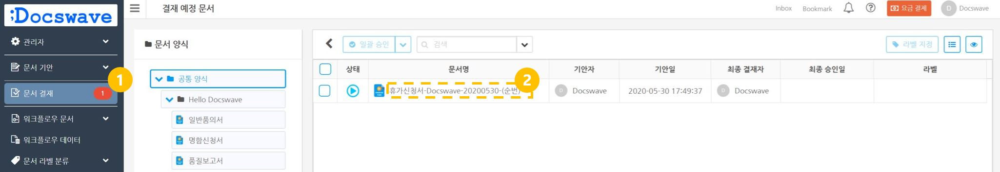 Docswave
관리자
문서 기안
문서 결재 1
워크플로우 문서
워크플로우 데이터
문서 라벨 분류
1
결재 예정 문서
Inbox Bookmark 요금 결제 D Docswave
문서 양식
공통 양식
Hello Docswave
일반품의서
명함신청서
품질보고서
일괄 승인 검색 라벨 지정
상태 문서명 기안자 기안일 최종 결재자 최종 승인일 라벨
2
휴가신청서-Docswave-20200530-(순번) D Docswave 2020-05-30 17:49:37 D Docswave